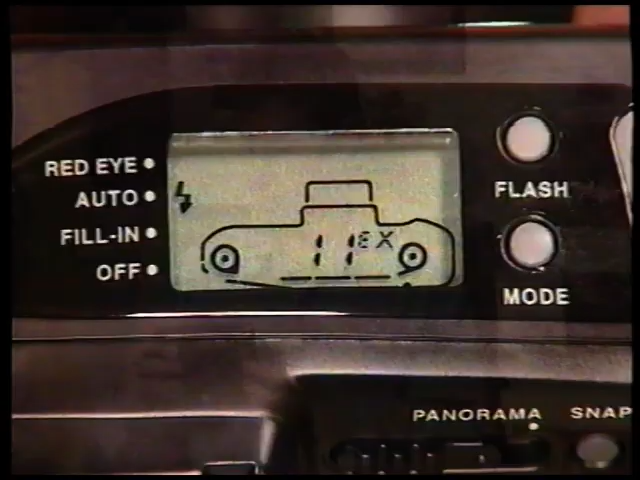 RED EYE
AUTO
FILL-IN
OFF
11 EX
FLASH
MODE
PANORAMA
SNAP